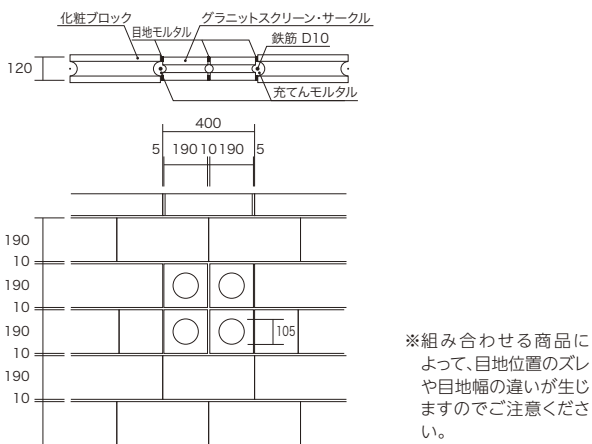 化粧ブロック
グラニットスクリーン・サークル
目地モルタル
鉄筋 D10
120
充てんモルタル
400
5 190 10 190 5
190
10
190
10
190
105
10
190
10
※組み合わせる商品に
よって、目地位置のズレ
や目地幅の違いが生じ
ますのでご注意くださ
い。